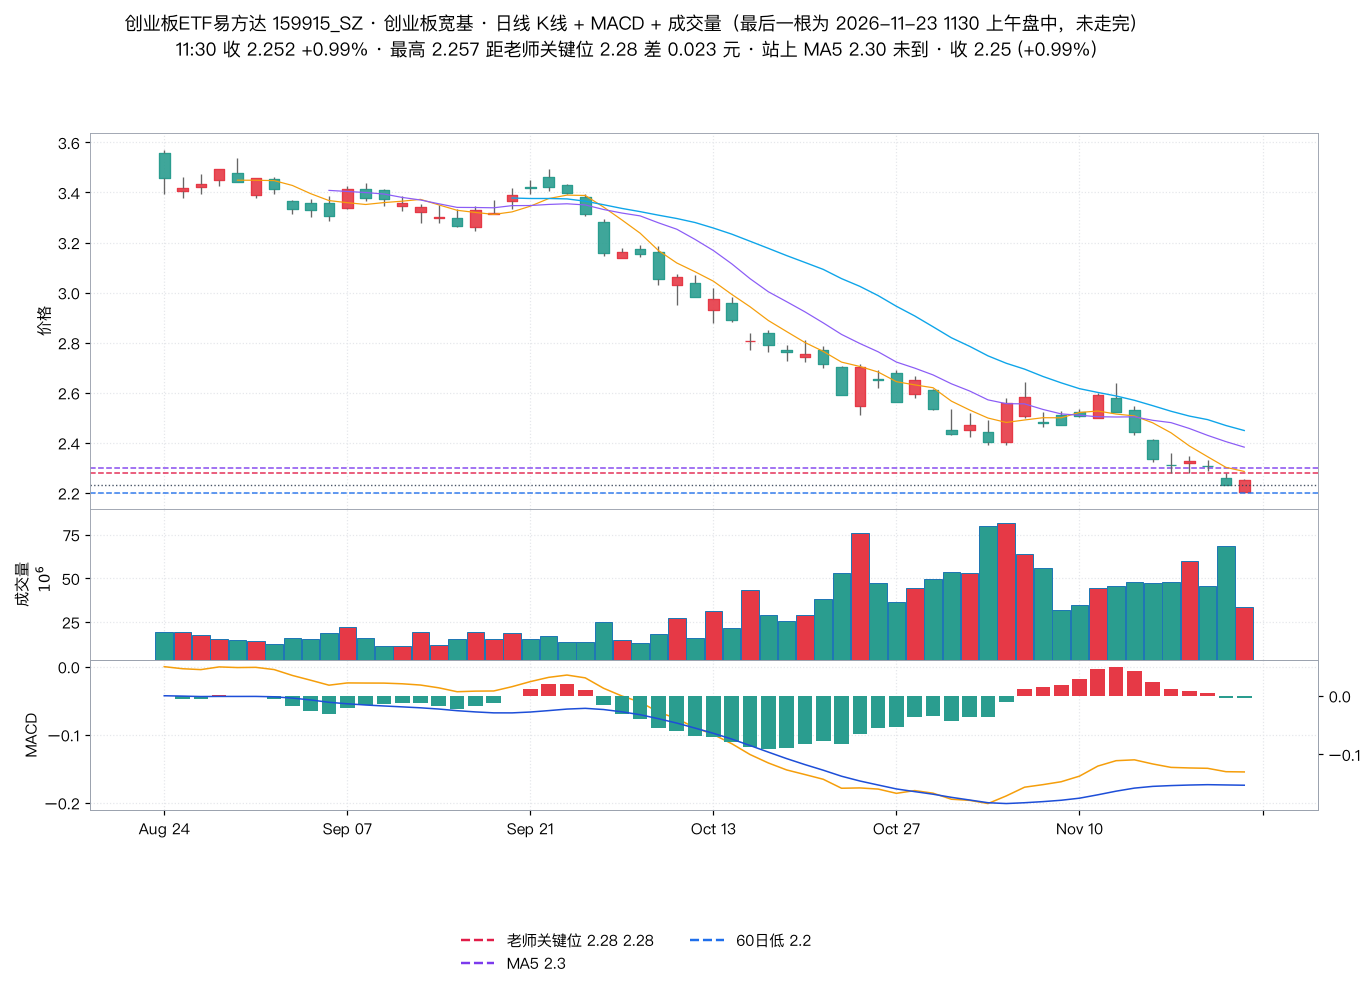 创业板ETF易方达 159915_SZ · 创业板宽基 · 日线 K线 + MACD + 成交量（最后一根为 2026-11-23 1130 上午盘中，未走完）
11:30 收 2.252 +0.99% · 最高 2.257 距老师关键位 2.28 差 0.023 元 · 站上 MA5 2.30 未到 · 收 2.25 (+0.99%)
3.6
3.4
3.2
3.0
2.8
2.6
2.4
2.2
价格
75
50
25
成交量
10⁶
0.0
−0.1
−0.2
MACD
0.0
−0.1
Aug 24
Sep 07
Sep 21
Oct 13
Oct 27
Nov 10
老师关键位 2.28 2.28
60日低 2.2
MA5 2.3